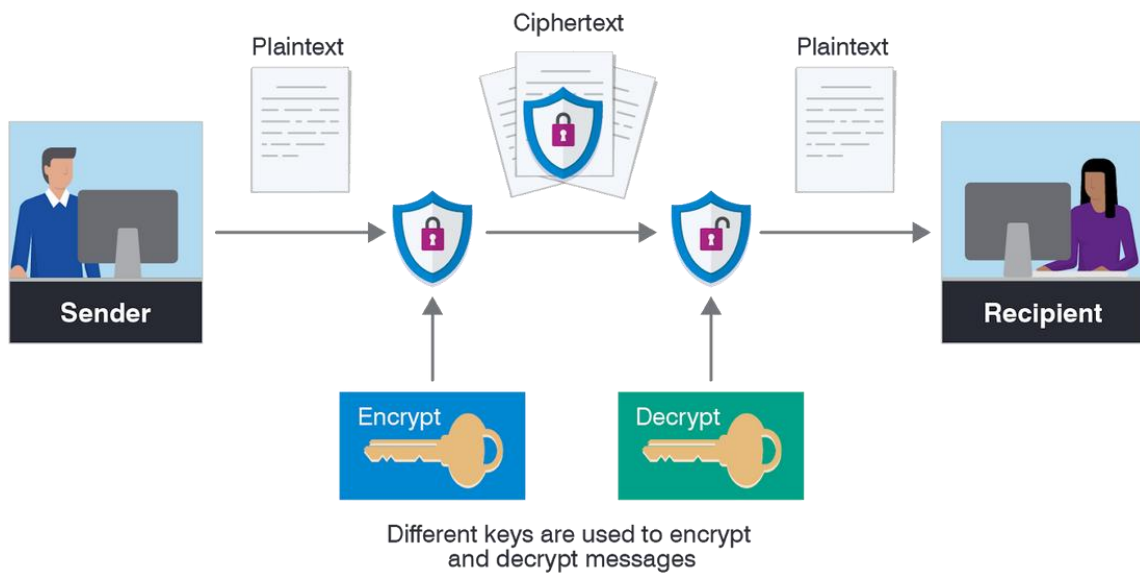 Ciphertext
Plaintext
Plaintext
Sender
Recipient
Encrypt
Decrypt
Different keys are used to encrypt
and decrypt messages